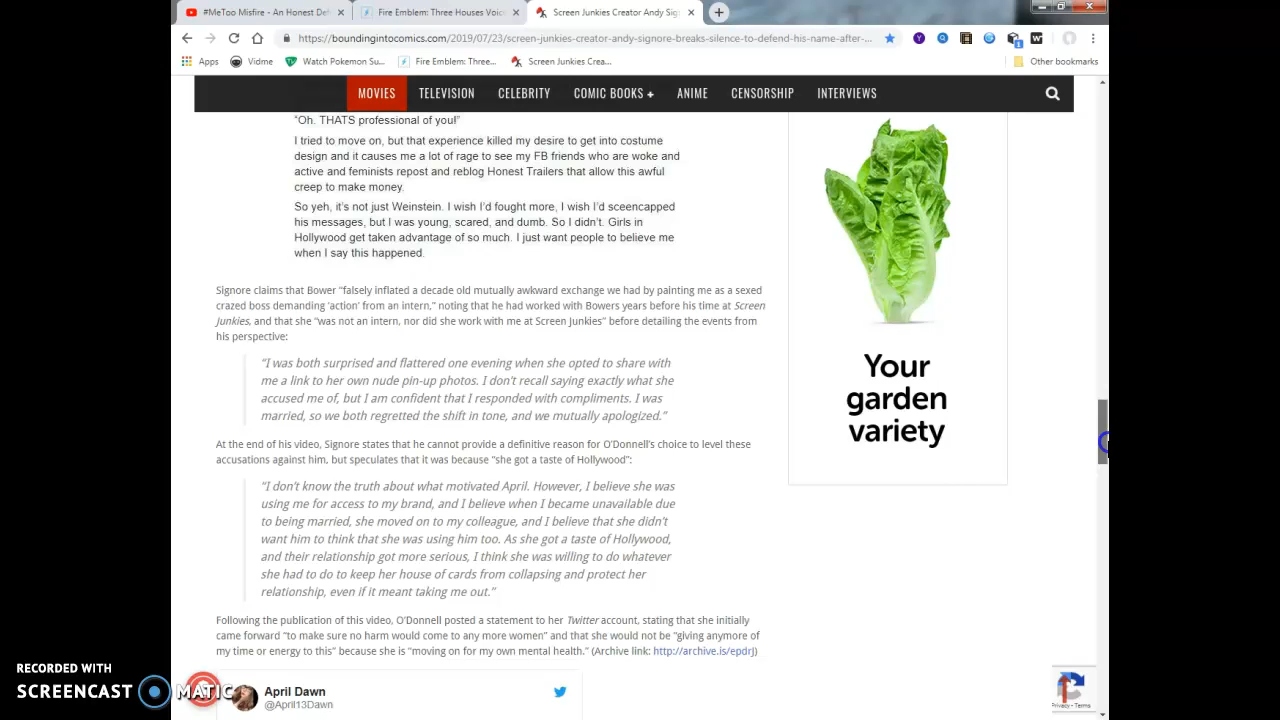 #MeToo Misfire - An Honest De
Fire Emblem: Three Houses Voic
Screen Junkies Creator Andy Sig
https://boundingintocomics.com/2019/07/23/screen-junkies-creator-andy-signore-breaks-silence-to-defend-his-name-after-...
Apps
Vidme
Watch Pokemon Su...
Fire Emblem: Three...
Screen Junkies Crea...
Other bookmarks
MOVIES TELEVISION CELEBRITY COMIC BOOKS + ANIME CENSORSHIP INTERVIEWS
"Oh. THATS professional of you!"
I tried to move on, but that experience killed my desire to get into costume
design and it causes me a lot of rage to see my FB friends who are woke and
active and feminists repost and reblog Honest Trailers that allow this awful
creep to make money.
So yeh, it's not just Weinstein. I wish I'd fought more, I wish I'd sceencapped
his messages, but I was young, scared, and dumb. So I didn't. Girls in
Hollywood get taken advantage of so much. I just want people to believe me
when I say this happened.
Signore claims that Bower "falsely inflated a decade old mutually awkward exchange we had by painting me as a sexed
crazed boss demanding 'action' from an intern," noting that he had worked with Bowers years before his time at Screen
Junkies, and that she "was not an intern, nor did she work with me at Screen Junkies" before detailing the events from
his perspective:
"I was both surprised and flattered one evening when she opted to share with
me a link to her own nude pin-up photos. I don't recall saying exactly what she
accused me of, but I am confident that I responded with compliments. I was
married, so we both regretted the shift in tone, and we mutually apologized."
At the end of his video, Signore states that he cannot provide a definitive reason for O'Donnell's choice to level these
accusations against him, but speculates that it was because "she got a taste of Hollywood":
"I don't know the truth about what motivated April. However, I believe she was
using me for access to my brand, and I believe when I became unavailable due
to being married, she moved on to my colleague, and I believe that she didn't
want him to think that she was using him too. As she got a taste of Hollywood,
and their relationship got more serious, I think she was willing to do whatever
she had to do to keep her house of cards from collapsing and protect her
relationship, even if it meant taking me out."
Following the publication of this video, O'Donnell posted a statement to her Twitter account, stating that she initially
came forward "to make sure no harm would come to any more women" and that she would not be "giving anymore of
my time or energy to this" because she is "moving on for my own mental health." (Archive link: http://archive.is/epdrJ)
April Dawn
@April13Dawn
Your
garden
variety
Privacy - Terms
RECORDED WITH
SCREENCAST MATIC